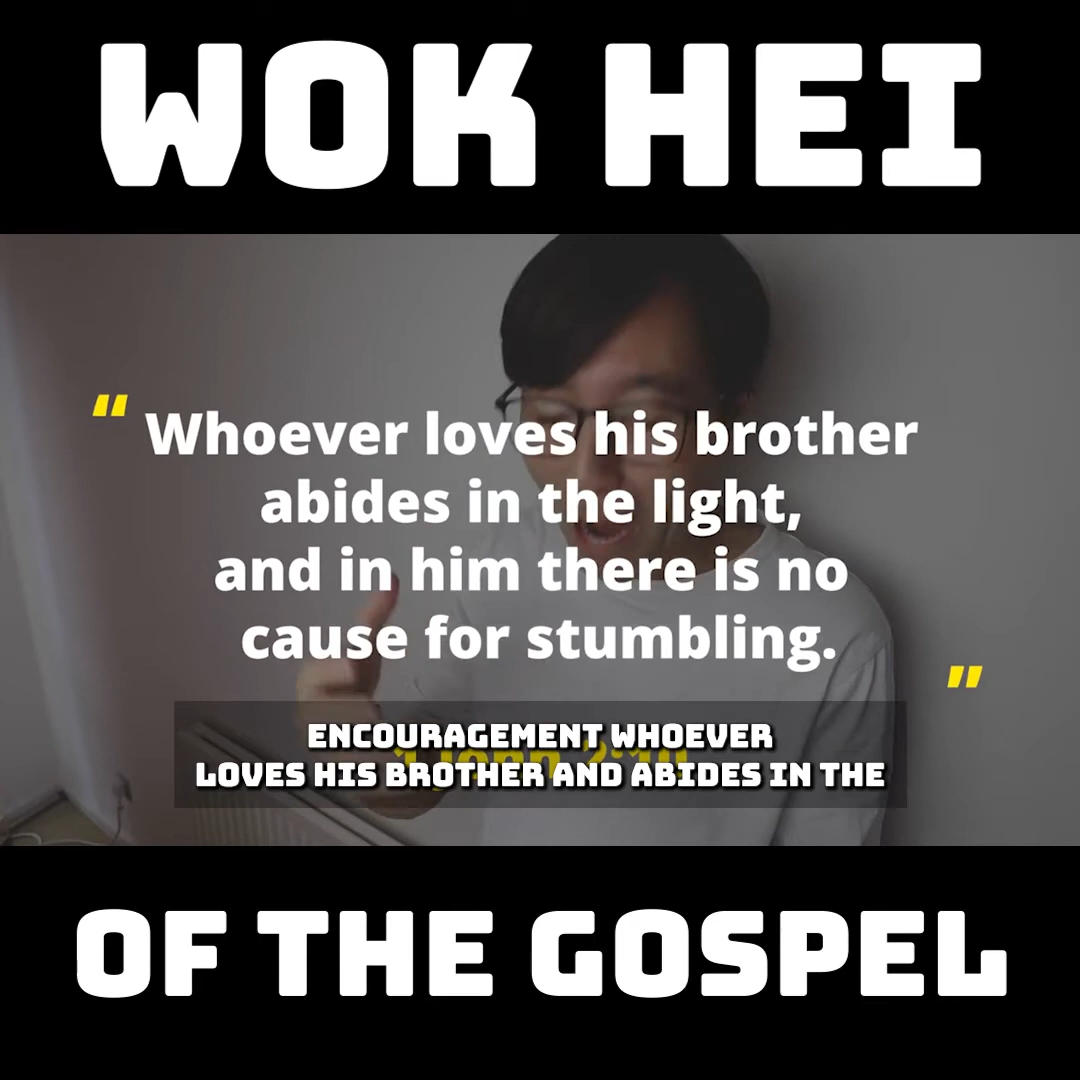 WOK HEI
" Whoever loves his brother
abides in the light,
and in him there is no
cause for stumbling. "
ENCOURAGEMENT WHOEVER
LOVES HIS BROTHER AND ABIDES IN THE
OF THE GOSPEL